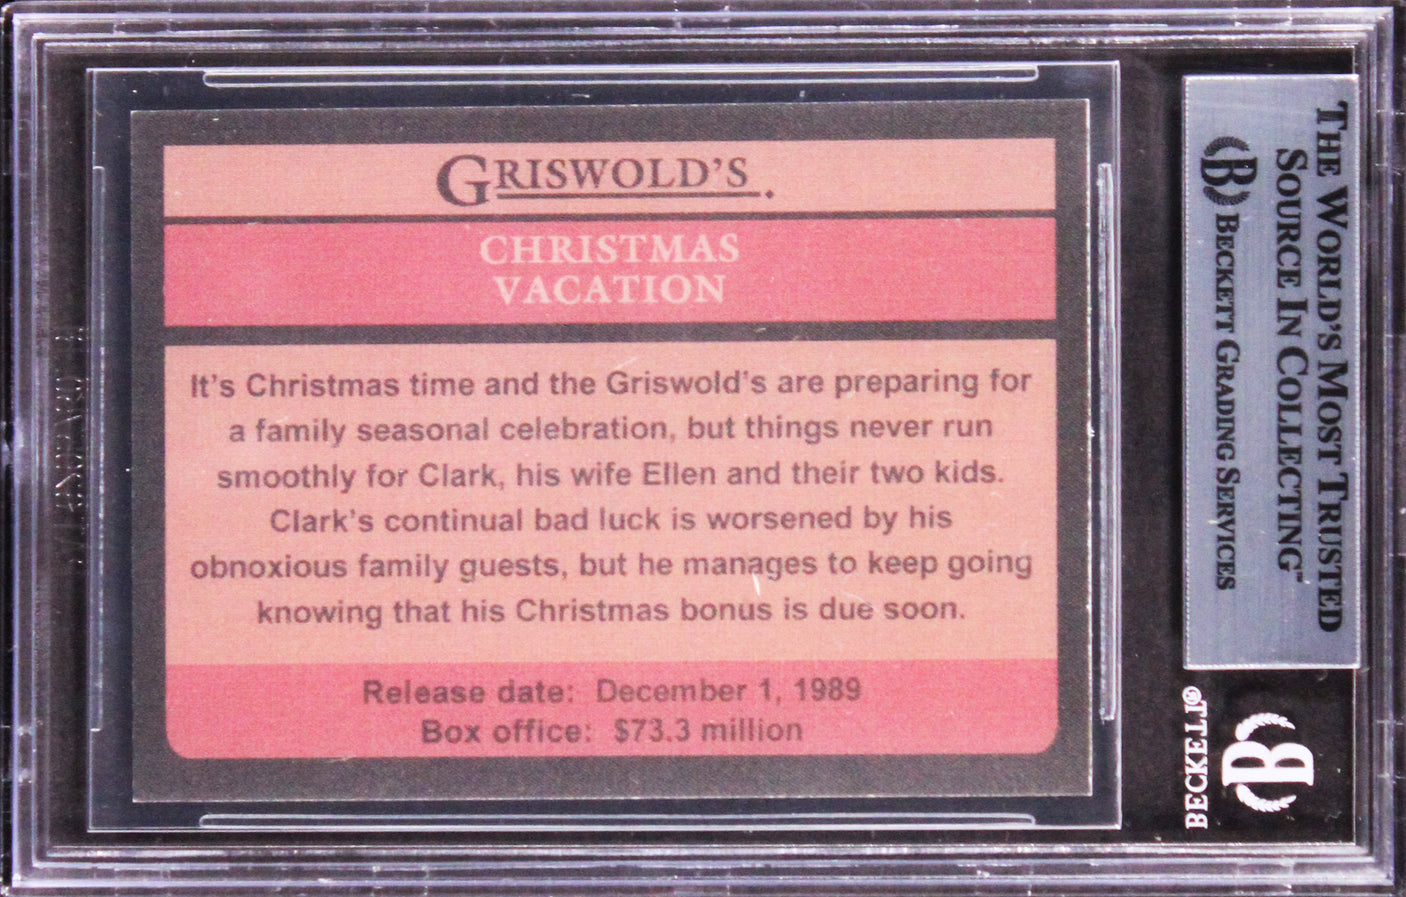 GRISWOLD'S.
CHRISTMAS
VACATION
It's Christmas time and the Griswold's are preparing for
a family seasonal celebration, but things never run
smoothly for Clark, his wife Ellen and their two kids.
Clark's continual bad luck is worsened by his
obnoxious family guests, but he manages to keep going
knowing that his Christmas bonus is due soon.
Release date: December 1, 1989
Box office: $73.3 million
THE WORLD'S MOST TRUSTED
SOURCE IN COLLECTING™
B BECKETT GRADING SERVICES
BECKETT®
B